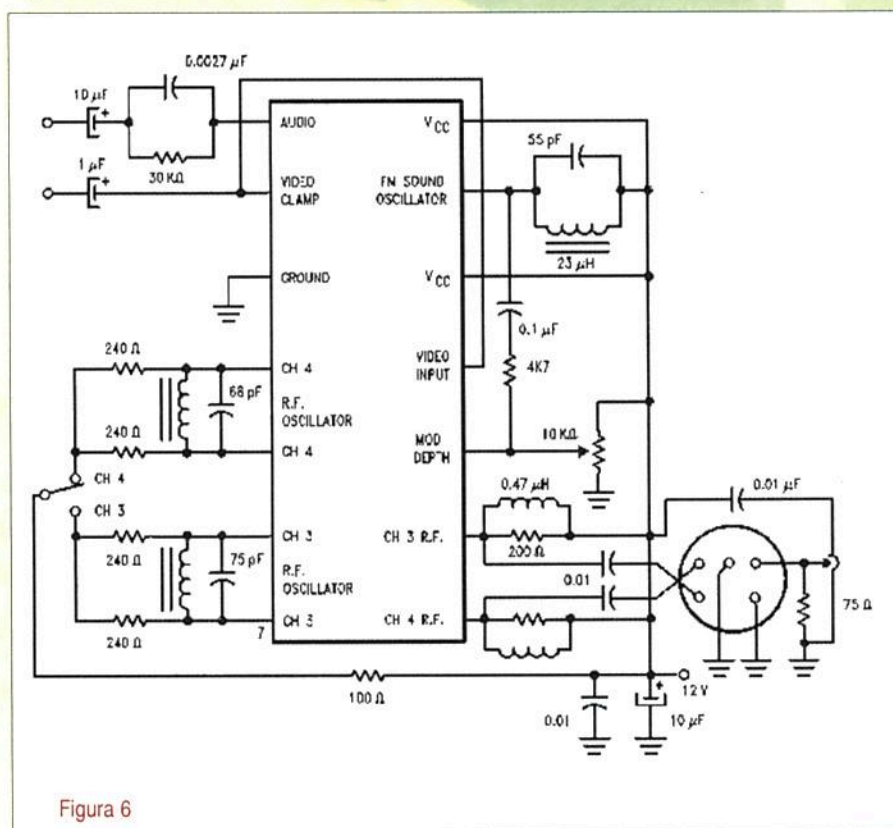 0.0027 µF
10 µF
+
30 KΩ
1 µF
+
AUDIO
VIDEO
CLAMP
GROUND
CH 4
R.F.
OSCILLATOR
CH 4
CH 3
R.F.
OSCILLATOR
CH 3
7
VCC
FM SOUND
OSCILLATOR
VCC
VIDEO
INPUT
MOD
DEPTH
CH 3 R.F.
CH 4 R.F.
55 pF
23 µH
0.1 µF
4K7
10 KΩ
240 Ω
68 pF
240 Ω
CH 4
CH 3
240 Ω
75 pF
240 Ω
0.47 µH
200 Ω
0.01 µF
0.01
75 Ω
100 Ω
0.01
+
12 V
10 µF
Figura 6